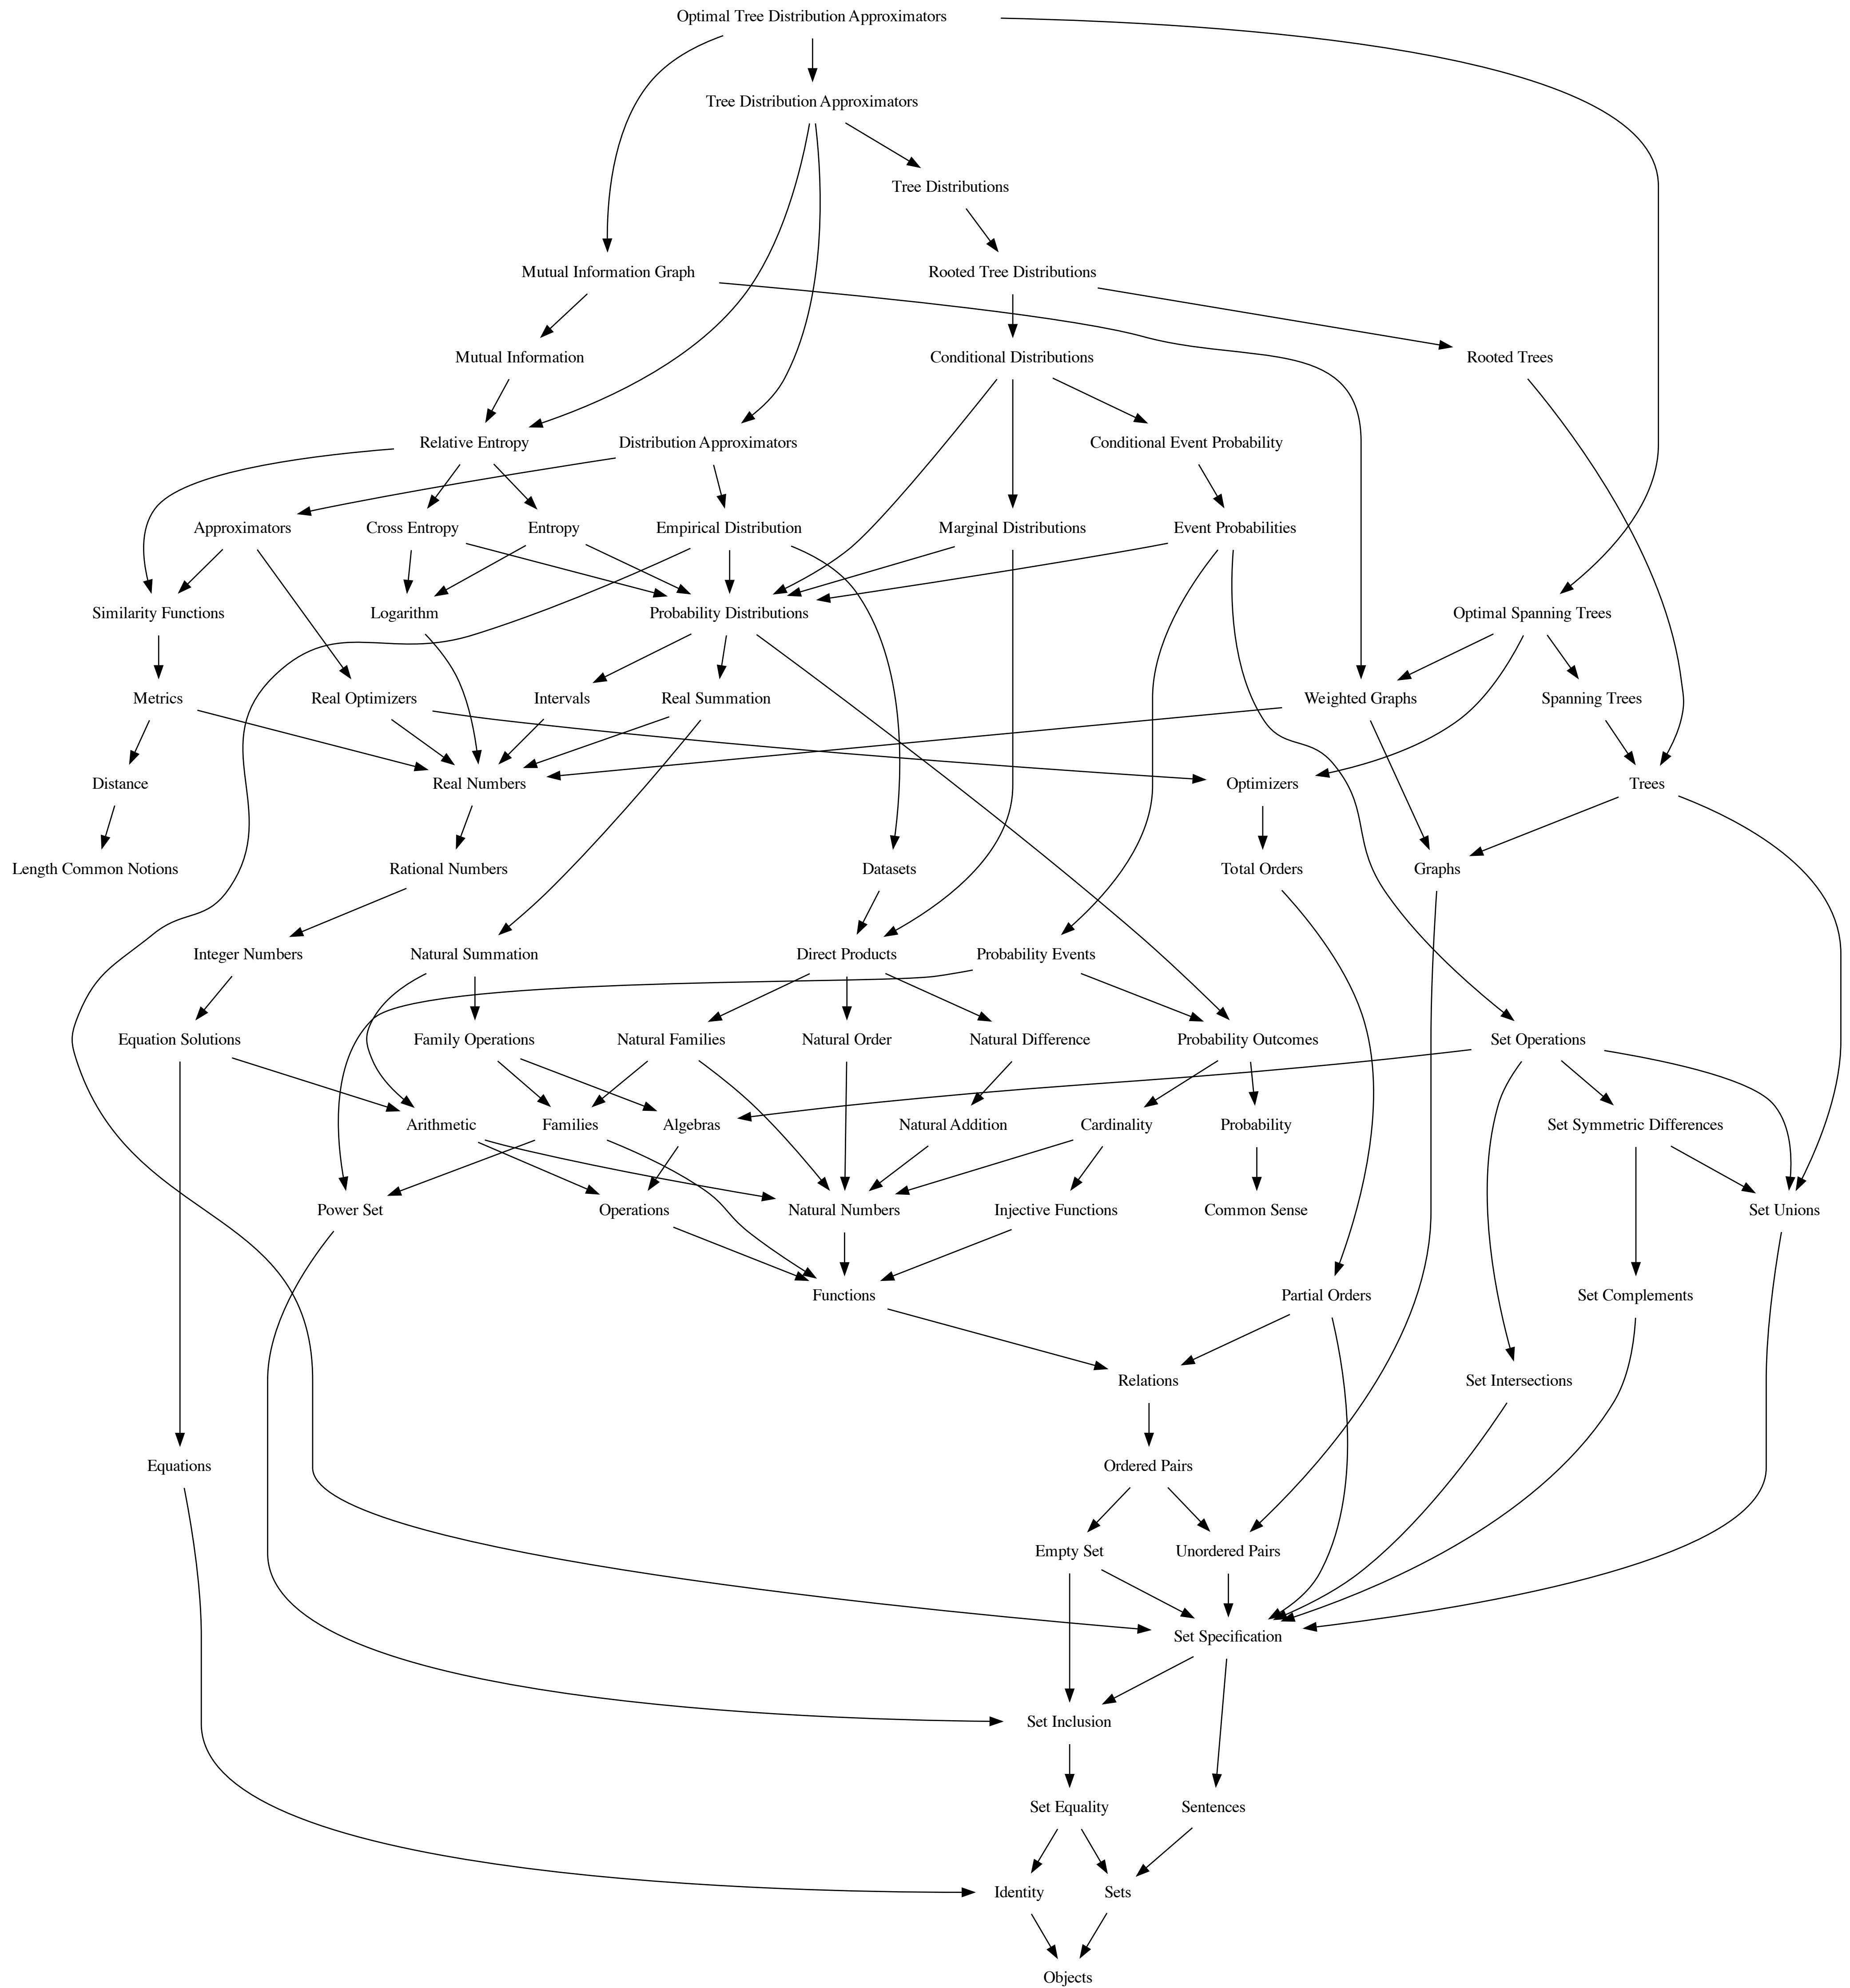 Optimal Tree Distribution Approximators
Tree Distribution Approximators
Tree Distributions
Mutual Information Graph
Rooted Tree Distributions
Mutual Information
Conditional Distributions
Rooted Trees
Relative Entropy
Distribution Approximators
Conditional Event Probability
Approximators
Cross Entropy
Entropy
Empirical Distribution
Marginal Distributions
Event Probabilities
Similarity Functions
Logarithm
Probability Distributions
Optimal Spanning Trees
Metrics
Real Optimizers
Intervals
Real Summation
Weighted Graphs
Spanning Trees
Distance
Real Numbers
Optimizers
Trees
Length Common Notions
Rational Numbers
Datasets
Total Orders
Graphs
Integer Numbers
Natural Summation
Direct Products
Probability Events
Equation Solutions
Family Operations
Natural Families
Natural Order
Natural Difference
Probability Outcomes
Set Operations
Arithmetic
Families
Algebras
Natural Addition
Cardinality
Probability
Set Symmetric Differences
Power Set
Operations
Natural Numbers
Injective Functions
Common Sense
Set Unions
Functions
Partial Orders
Set Complements
Relations
Set Intersections
Equations
Ordered Pairs
Empty Set
Unordered Pairs
Set Specification
Set Inclusion
Set Equality
Sentences
Identity
Sets
Objects